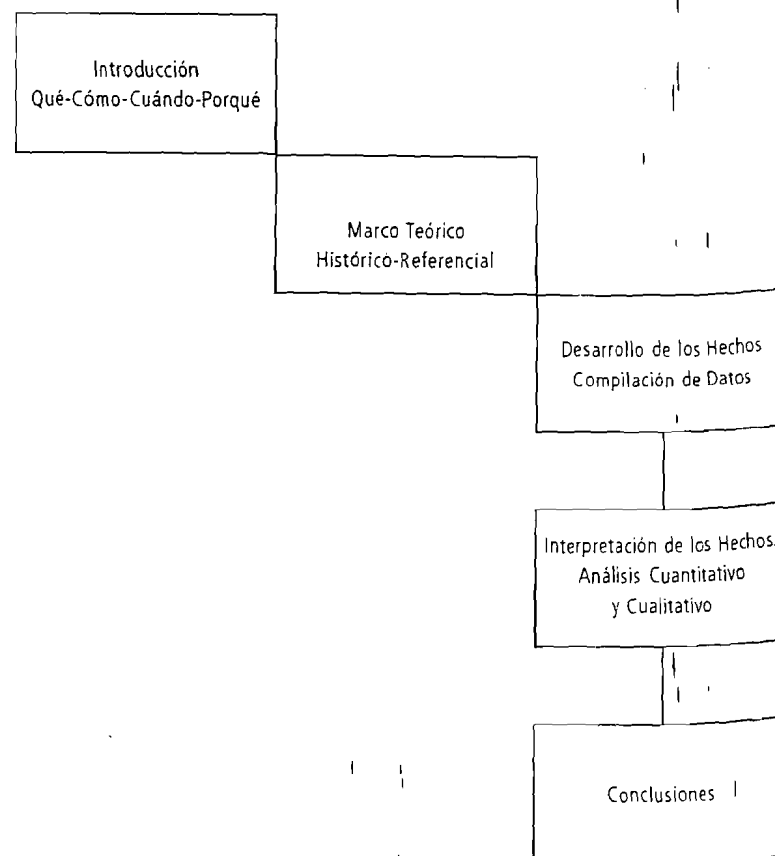 Introducción
Qué-Cómo-Cuándo-Porqué
Marco Teórico
Histórico-Referencial
Desarrollo de los Hechos
Compilación de Datos
Interpretación de los Hechos.
Análisis Cuantitativo
y Cualitativo
Conclusiones